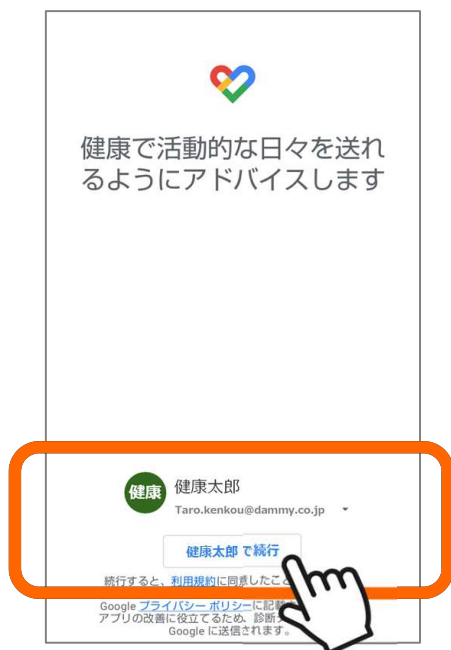 健康で活動的な日々を送れ
るようにアドバイスします
健康
健康太郎
Taro.kenkou@dammy.co.jp
健康太郎 で続行
続行すると、利用規約に同意したこ
Google プライバシー ポリシーに記
アプリの改善に役立てるため、診断
Google に送信されます。